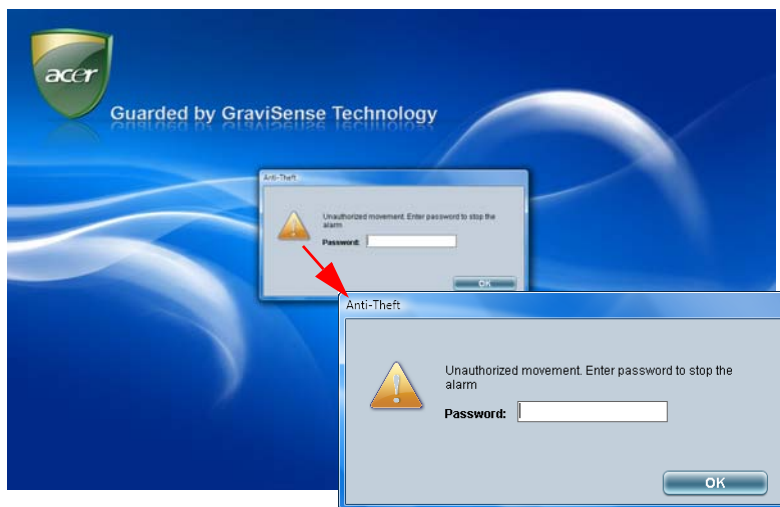 acer
Guarded by GraviSense Technology
Anti-Theft
Unauthorized movement. Enter password to stop the
alarm
Password:
OK
Anti-Theft
Unauthorized movement. Enter password to stop the
alarm
Password:
OK